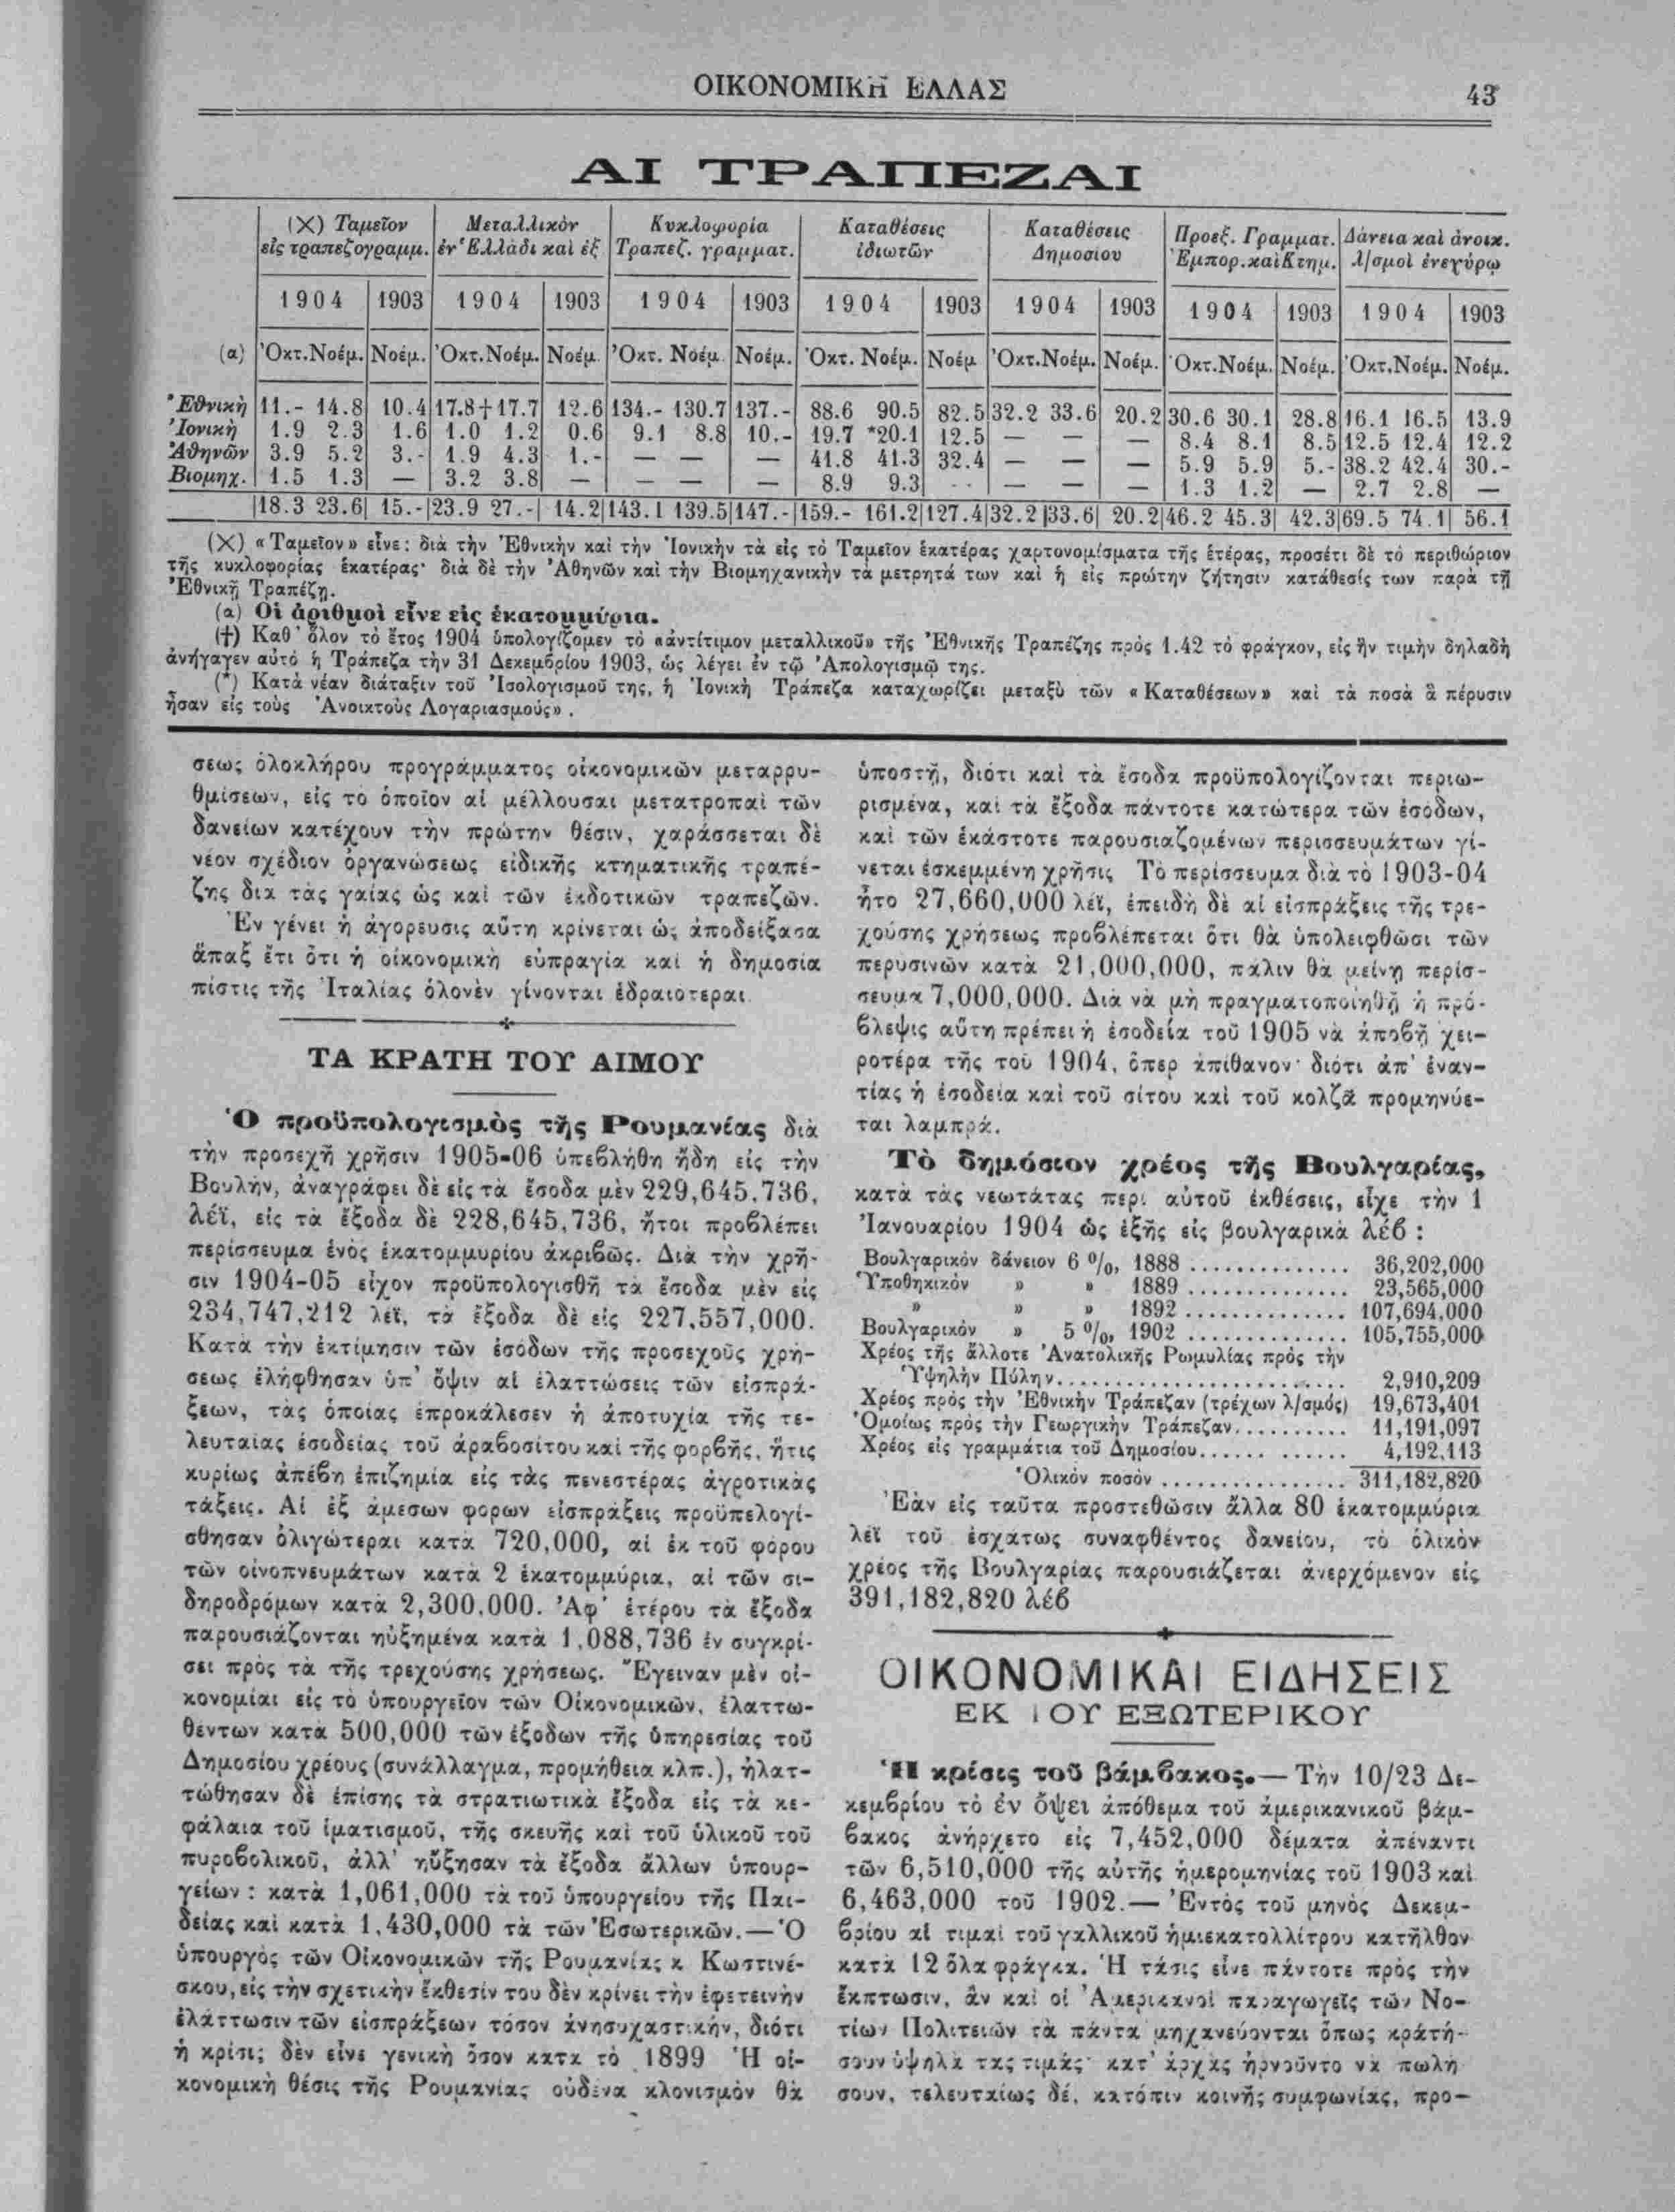 ΟΙΚΟΝΟΜΙΚΗ ΕΛΛΑΣ 43
ΑΙ ΤΡΑΠΕΖΑΙ
(Χ) Ταμεῖον Μεταλλικὸν Κυκλοφορία Καταθέσεις Καταθέσεις Προεξ. Γραμματ. Δάνεια καὶ ἀνοικ.
εἰς τραπεζογραμμ. ἐν Ἑλλάδι καὶ ἐξ Τραπεζ. γραμματ. ἰδιωτῶν Δημοσίου Ἐμπορ. καὶ Κτημ. λ/σμοὶ ἐνεχύρῳ
1904 1903 1904 1903 1904 1903 1904 1903 1904 1903 1904 1903 1904 1903
(α) Ὀκτ. Νοέμ. Νοέμ. Ὀκτ. Νοέμ. Νοέμ. Ὀκτ. Νοέμ. Νοέμ. Ὀκτ. Νοέμ. Νοέμ Ὀκτ. Νοέμ. Νοέμ. Ὀκτ. Νοέμ. Νοέμ. Ὀκτ. Νοέμ. Νοέμ.
Ἐθνικὴ 11.- 14.8 10.4 17.8 † 17.7 12.6 134.- 130.7 137.- 88.6 90.5 82.5 32.2 33.6 20.2 30.6 30.1 28.8 16.1 16.5 13.9
Ἰονικὴ 1.9 2.3 1.6 1.0 1.2 0.6 9.1 8.8 10.- 19.7 *20.1 12.5 — — — 8.4 8.1 8.5 12.5 12.4 12.2
Ἀθηνῶν 3.9 5.2 3.- 1.9 4.3 1.- — — — 41.8 41.3 32.4 — — — 5.9 5.9 5.- 38.2 42.4 30.-
Βιομηχ. 1.5 1.3 — 3.2 3.8 — — — — 8.9 9.3 -- — — — 1.3 1.2 — 2.7 2.8 —
18.3 23.6 15.- 23.9 27.- 14.2 143.1 139.5 147.- 159.- 161.2 127.4 32.2 33.6 20.2 46.2 45.3 42.3 69.5 74.1 56.1
(Χ) «Ταμεῖον» εἶνε: διὰ τὴν Ἐθνικὴν καὶ τὴν Ἰονικὴν τὰ εἰς τὸ Ταμεῖον ἑκατέρας χαρτονομίσματα τῆς ἑτέρας, προσέτι δὲ τὸ περιθώριον
τῆς κυκλοφορίας ἑκατέρας· διὰ δὲ τὴν Ἀθηνῶν καὶ τὴν Βιομηχανικὴν τὰ μετρητά των καὶ ἡ εἰς πρώτην ζήτησιν κατάθεσίς των παρὰ τῇ
Ἐθνικῇ Τραπέζῃ.
(α) Οἱ ἀριθμοὶ εἶνε εἰς ἑκατομμύρια.
(†) Καθ' ὅλον τὸ ἔτος 1904 ὑπολογίζομεν τὸ «ἀντίτιμον μεταλλικοῦ» τῆς Ἐθνικῆς Τραπέζης πρὸς 1.42 τὸ φράγκον, εἰς ἣν τιμὴν δηλαδὴ
ἀνήγαγεν αὐτὸ ἡ Τράπεζα τὴν 31 Δεκεμβρίου 1903, ὡς λέγει ἐν τῷ Ἀπολογισμῷ της.
(*) Κατὰ νέαν διάταξιν τοῦ Ἰσολογισμοῦ της, ἡ Ἰονικὴ Τράπεζα καταχωρίζει μεταξὺ τῶν «Καταθέσεων» καὶ τὰ ποσὰ ἃ πέρυσιν
ἦσαν εἰς τοὺς Ἀνοικτοὺς Λογαριασμούς».
σεως ὁλοκλήρου προγράμματος οἰκονομικῶν μεταρρυ-
θμίσεων, εἰς τὸ ὁποῖον αἱ μέλλουσαι μετατροπαὶ τῶν
δανείων κατέχουν τὴν πρώτην θέσιν, χαράσσεται δὲ
νέον σχέδιον ὀργανώσεως εἰδικῆς κτηματικῆς τραπέ-
ζης διὰ τὰς γαίας ὡς καὶ τῶν ἐκδοτικῶν τραπεζῶν.
Ἐν γένει ἡ ἀγόρευσις αὕτη κρίνεται ὡς ἀποδείξασα
ἅπαξ ἔτι ὅτι ἡ οἰκονομικὴ εὐπραγία καὶ ἡ δημοσία
πίστις τῆς Ἰταλίας ὁλονὲν γίνονται ἑδραιότεραι
ΤΑ ΚΡΑΤΗ ΤΟΥ ΑΙΜΟΥ
Ὁ προϋπολογισμὸς τῆς Ρουμανίας διὰ
τὴν προσεχῆ χρῆσιν 1905-06 ὑπεβλήθη ἤδη εἰς τὴν
Βουλήν, ἀναγράφει δὲ εἰς τὰ ἔσοδα μὲν 229,645,736,
λέϊ, εἰς τὰ ἔξοδα δὲ 228,645,736, ἤτοι προβλέπει
περίσσευμα ἑνὸς ἑκατομμυρίου ἀκριβῶς. Διὰ τὴν χρῆ-
σιν 1904-05 εἶχον προϋπολογισθῆ τὰ ἔσοδα μὲν εἰς
234,747,212 λέϊ, τὰ ἔξοδα δὲ εἰς 227,557,000.
Κατὰ τὴν ἐκτίμησιν τῶν ἐσόδων τῆς προσεχοῦς χρή-
σεως ἐλήφθησαν ὑπ' ὄψιν αἱ ἐλαττώσεις τῶν εἰσπρά-
ξεων, τὰς ὁποίας ἐπροκάλεσεν ἡ ἀποτυχία τῆς τε-
λευταίας ἐσοδείας τοῦ ἀραβοσίτου καὶ τῆς φορβῆς, ἥτις
κυρίως ἀπέβη ἐπιζημία εἰς τὰς πενεστέρας ἀγροτικὰς
τάξεις. Αἱ ἐξ ἀμέσων φόρων εἰσπράξεις προϋπελογί-
σθησαν ὀλιγώτεραι κατὰ 720,000, αἱ ἐκ τοῦ φόρου
τῶν οἰνοπνευμάτων κατὰ 2 ἑκατομμύρια, αἱ τῶν σι-
δηροδρόμων κατὰ 2,300,000. Ἀφ' ἑτέρου τὰ ἔξοδα
παρουσιάζονται ηὐξημένα κατὰ 1,088,736 ἐν συγκρί-
σει πρὸς τὰ τῆς τρεχούσης χρήσεως. Ἔγειναν μὲν οἰ-
κονομίαι εἰς τὸ ὑπουργεῖον τῶν Οἰκονομικῶν, ἐλαττω-
θέντων κατὰ 500,000 τῶν ἐξόδων τῆς ὑπηρεσίας τοῦ
Δημοσίου χρέους (συνάλλαγμα, προμήθεια κλπ.), ἠλατ-
τώθησαν δὲ ἐπίσης τὰ στρατιωτικὰ ἔξοδα εἰς τὰ κε-
φάλαια τοῦ ἱματισμοῦ, τῆς σκευῆς καὶ τοῦ ὑλικοῦ τοῦ
πυροβολικοῦ, ἀλλ' ηὔξησαν τὰ ἔξοδα ἄλλων ὑπουρ-
γείων: κατὰ 1,061,000 τὰ τοῦ ὑπουργείου τῆς Παι-
δείας καὶ κατὰ 1,430,000 τὰ τῶν Ἐσωτερικῶν.—Ὁ
ὑπουργὸς τῶν Οἰκονομικῶν τῆς Ρουμανίας κ Κωστινέ-
σκου, εἰς τὴν σχετικὴν ἔκθεσίν του δὲν κρίνει τὴν ἐφετεινὴν
ἐλάττωσιν τῶν εἰσπράξεων τόσον ἀνησυχαστικήν, διότι
ἡ κρίσις δὲν εἶνε γενικὴ ὅσον κατὰ τὸ 1899 Ἡ οἰ-
κονομικὴ θέσις τῆς Ρουμανίας οὐδένα κλονισμὸν θὰ
ὑποστῇ, διότι καὶ τὰ ἔσοδα προϋπολογίζονται περιω-
ρισμένα, καὶ τὰ ἔξοδα πάντοτε κατώτερα τῶν ἐσόδων,
καὶ τῶν ἑκάστοτε παρουσιαζομένων περισσευμάτων γί-
νεται ἐσκεμμένη χρῆσις Τὸ περίσσευμα διὰ τὸ 1903-04
ἦτο 27,660,000 λέϊ, ἐπειδὴ δὲ αἱ εἰσπράξεις τῆς τρε-
χούσης χρήσεως προβλέπεται ὅτι θὰ ὑπολειφθῶσι τῶν
περυσινῶν κατὰ 21,000,000, πάλιν θὰ μείνῃ περίσ-
σευμα 7,000,000. Διὰ νὰ μὴ πραγματοποιηθῇ ἡ πρό-
βλεψις αὕτη πρέπει ἡ ἐσοδεία τοῦ 1905 νὰ ἀποβῇ χει-
ροτέρα τῆς τοῦ 1904, ὅπερ ἀπίθανον· διότι ἀπ' ἐναν-
τίας ἡ ἐσοδεία καὶ τοῦ σίτου καὶ τοῦ κολζᾶ προμηνύε-
ται λαμπρά.
Τὸ δημόσιον χρέος τῆς Βουλγαρίας,
κατὰ τὰς νεωτάτας περὶ αὐτοῦ ἐκθέσεις, εἶχε τὴν 1
Ἰανουαρίου 1904 ὡς ἑξῆς εἰς βουλγαρικὰ λέβ:
Βουλγαρικὸν δάνειον 6 %, 1888 .............. 36,202,000
Ὑποθηκικὸν » » 1889 .............. 23,565,000
» » » 1892 .............. 107,694,000
Βουλγαρικὸν » 5 %, 1902 .............. 105,755,000
Χρέος τῆς ἄλλοτε Ἀνατολικῆς Ρωμυλίας πρὸς τὴν
Ὑψηλὴν Πύλην .......................... 2,910,209
Χρέος πρὸς τὴν Ἐθνικὴν Τράπεζαν (τρέχων λ/σμός) 19,673,401
Ὁμοίως πρὸς τὴν Γεωργικὴν Τράπεζαν........... 11,191,097
Χρέος εἰς γραμμάτια τοῦ Δημοσίου............. 4,192,113
Ὁλικὸν ποσὸν ................ 311,182,820
Ἐὰν εἰς ταῦτα προστεθῶσιν ἄλλα 80 ἑκατομμύρια
λέϊ τοῦ ἐσχάτως συναφθέντος δανείου, τὸ ὁλικὸν
χρέος τῆς Βουλγαρίας παρουσιάζεται ἀνερχόμενον εἰς
391,182,820 λέβ
ΟΙΚΟΝΟΜΙΚΑΙ ΕΙΔΗΣΕΙΣ
ΕΚ ΤΟΥ ΕΞΩΤΕΡΙΚΟΥ
Ἡ κρίσις τοῦ βάμβακος.—Τὴν 10/23 Δε-
κεμβρίου τὸ ἐν ὄψει ἀπόθεμα τοῦ ἀμερικανικοῦ βάμ-
βακος ἀνήρχετο εἰς 7,452,000 δέματα ἀπέναντι
τῶν 6,510,000 τῆς αὐτῆς ἡμερομηνίας τοῦ 1903 καὶ
6,463,000 τοῦ 1902.—Ἐντὸς τοῦ μηνὸς Δεκεμ-
βρίου αἱ τιμαὶ τοῦ γαλλικοῦ ἡμιεκατολλίτρου κατῆλθον
κατὰ 12 ὅλα φράγκα. Ἡ τάσις εἶνε πάντοτε πρὸς τὴν
ἔκπτωσιν, ἂν καὶ οἱ Ἀμερικανοὶ παραγωγεῖς τῶν Νο-
τίων Πολιτειῶν τὰ πάντα μηχανεύονται ὅπως κρατή-
σουν ὑψηλὰ τὰς τιμάς· κατ' ἀρχὰς ἠρνοῦντο νὰ πωλή
σουν, τελευταίως δέ, κατόπιν κοινῆς συμφωνίας, προ—